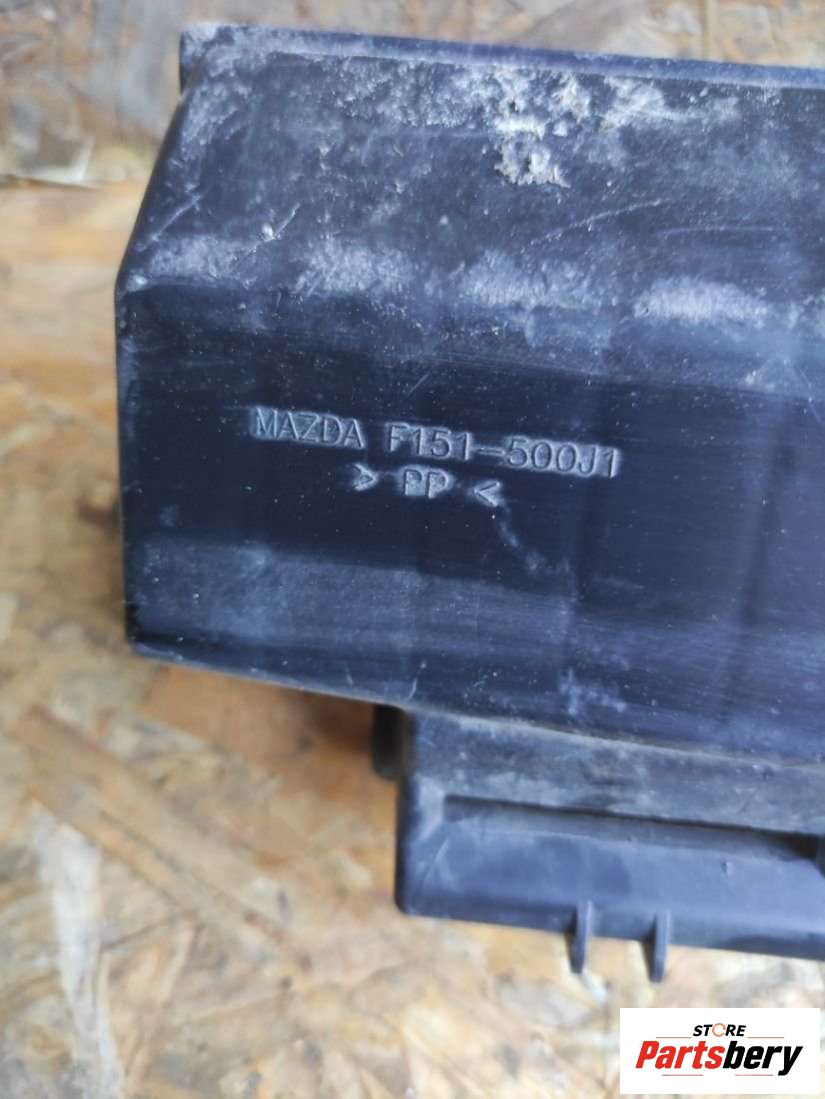 MAZDA F151-500J1
> PP <
STORE
Partsbery